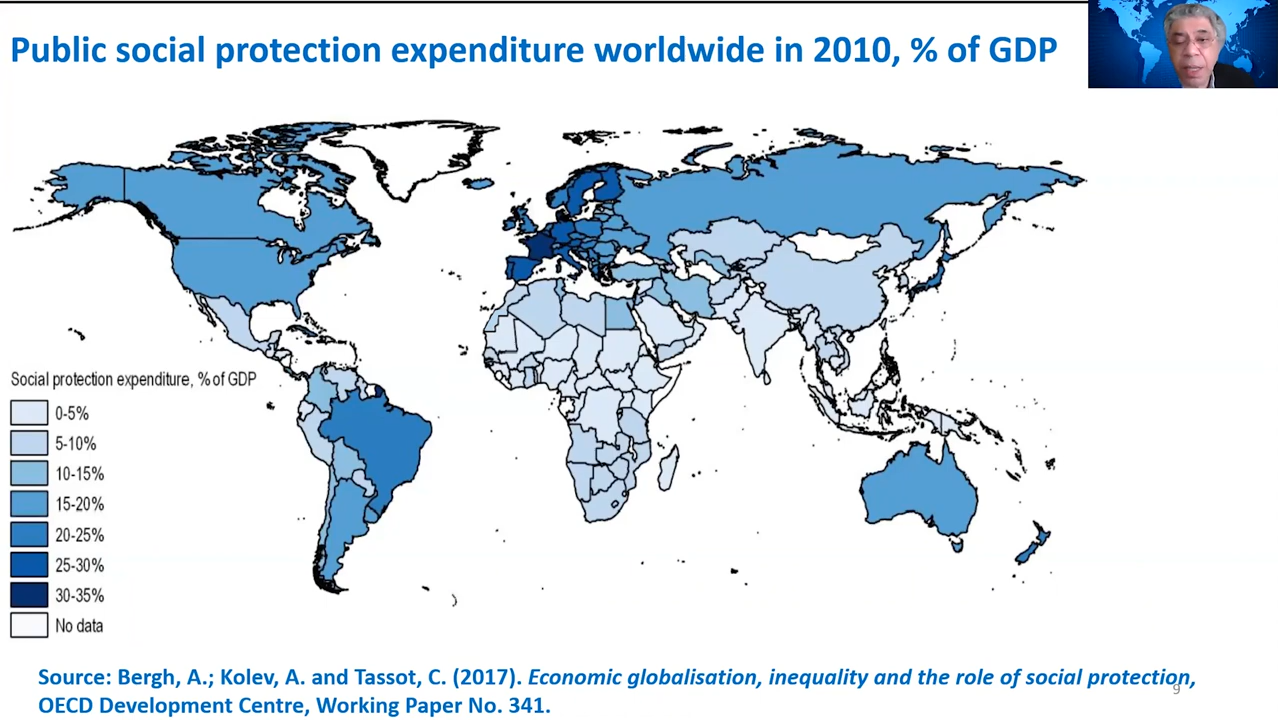 Public social protection expenditure worldwide in 2010, % of GDP
Social protection expenditure, % of GDP
0-5%
5-10%
10-15%
15-20%
20-25%
25-30%
30-35%
No data
Source: Bergh, A.; Kolev, A. and Tassot, C. (2017). Economic globalisation, inequality and the role of social protection,
OECD Development Centre, Working Paper No. 341.
9